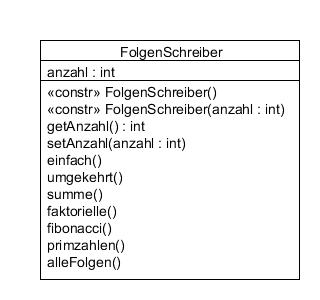 FolgenSchreiber
anzahl : int
«constr» FolgenSchreiber()
«constr» FolgenSchreiber(anzahl : int)
getAnzahl() : int
setAnzahl(anzahl : int)
einfach()
umgekehrt()
summe()
faktorielle()
fibonacci()
primzahlen()
alleFolgen()